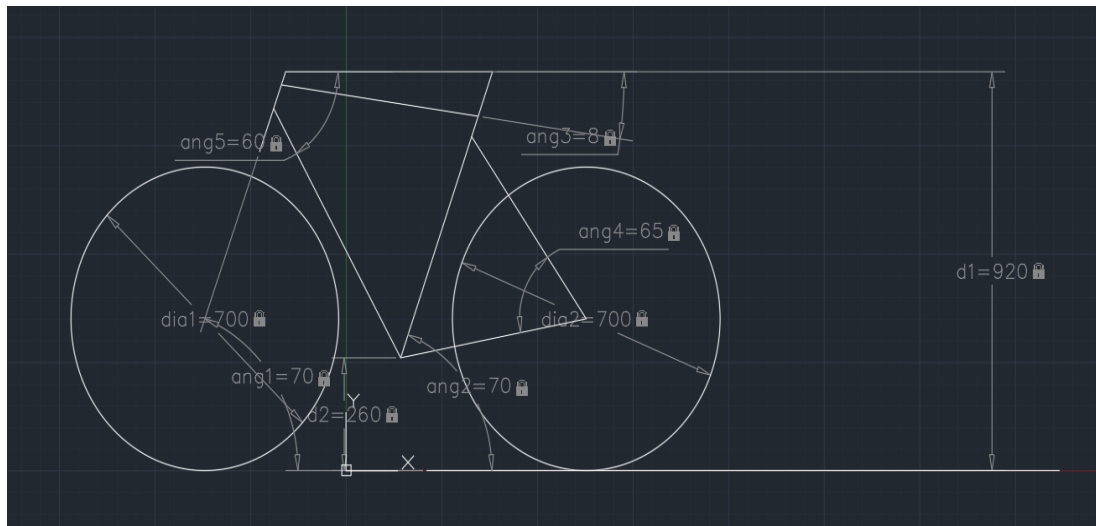 ang5=60
ang3=8
ang4=65
d1=920
dia1=700
dia2=700
ang1=70
ang2=70
d2=260
Y
X